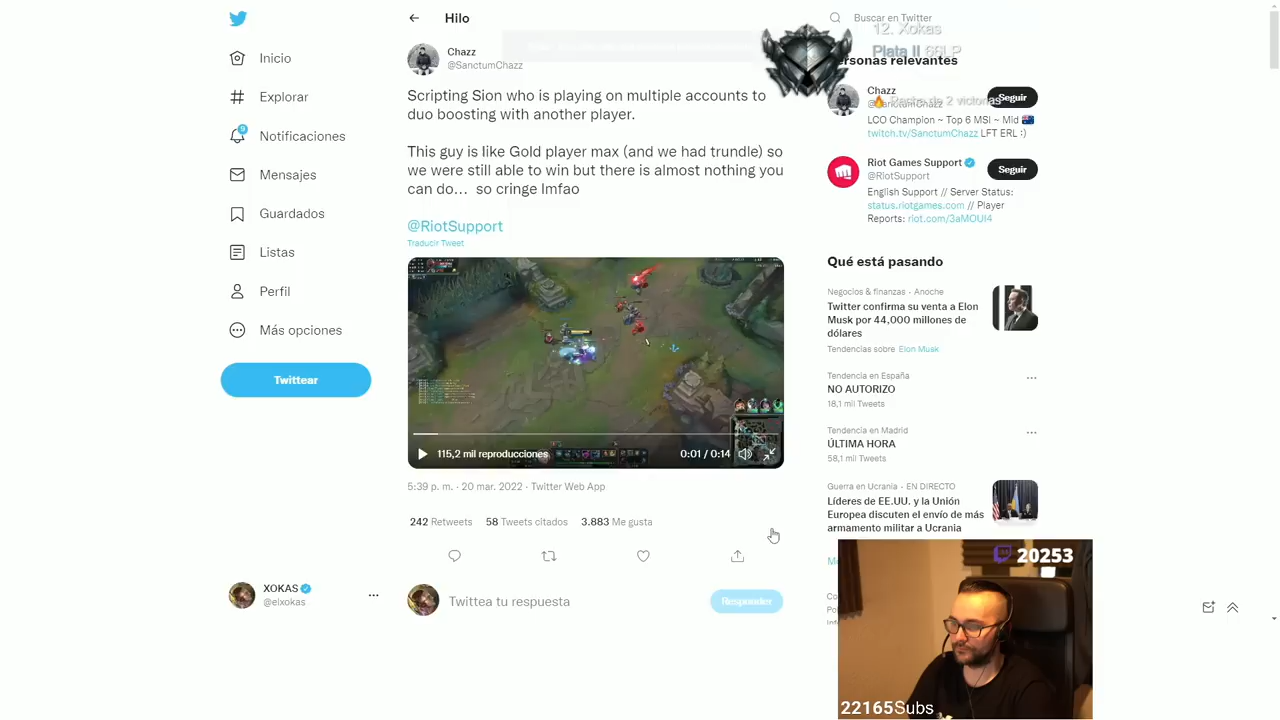 Hilo
Buscar en Twitter
12. Xokas
Plata II 66LP
Chazz
@SanctumChazz
Inicio
Explorar
9
Notificaciones
Mensajes
Guardados
Listas
Perfil
Más opciones
Twittear
XOKAS
@elxokas
Scripting Sion who is playing on multiple accounts to
duo boosting with another player.
This guy is like Gold player max (and we had trundle) so
we were still able to win but there is almost nothing you
can do... so cringe lmfao
@RiotSupport
Traducir Tweet
115,2 mil reproducciones
0:01 / 0:14
5:39 p. m. · 20 mar. 2022 · Twitter Web App
242 Retweets 58 Tweets citados 3.883 Me gusta
Twittea tu respuesta
Responder
ersonas relevantes
Chazz
@SanctumChazz
Racha de 2 victorias
Seguir
LCO Champion ~ Top 6 MSI ~ Mid
twitch.tv/SanctumChazz LFT ERL :)
Riot Games Support
@RiotSupport
Seguir
English Support // Server Status:
status.riotgames.com // Player
Reports: riot.com/3aMOUI4
Qué está pasando
Negocios & finanzas · Anoche
Twitter confirma su venta a Elon
Musk por 44,000 millones de
dólares
Tendencias sobre Elon Musk
Tendencia en España
NO AUTORIZO
18,1 mil Tweets
Tendencia en Madrid
ÚLTIMA HORA
58,1 mil Tweets
Guerra en Ucrania · EN DIRECTO
Líderes de EE.UU. y la Unión
Europea discuten el envío de más
armamento militar a Ucrania
20253
22165Subs